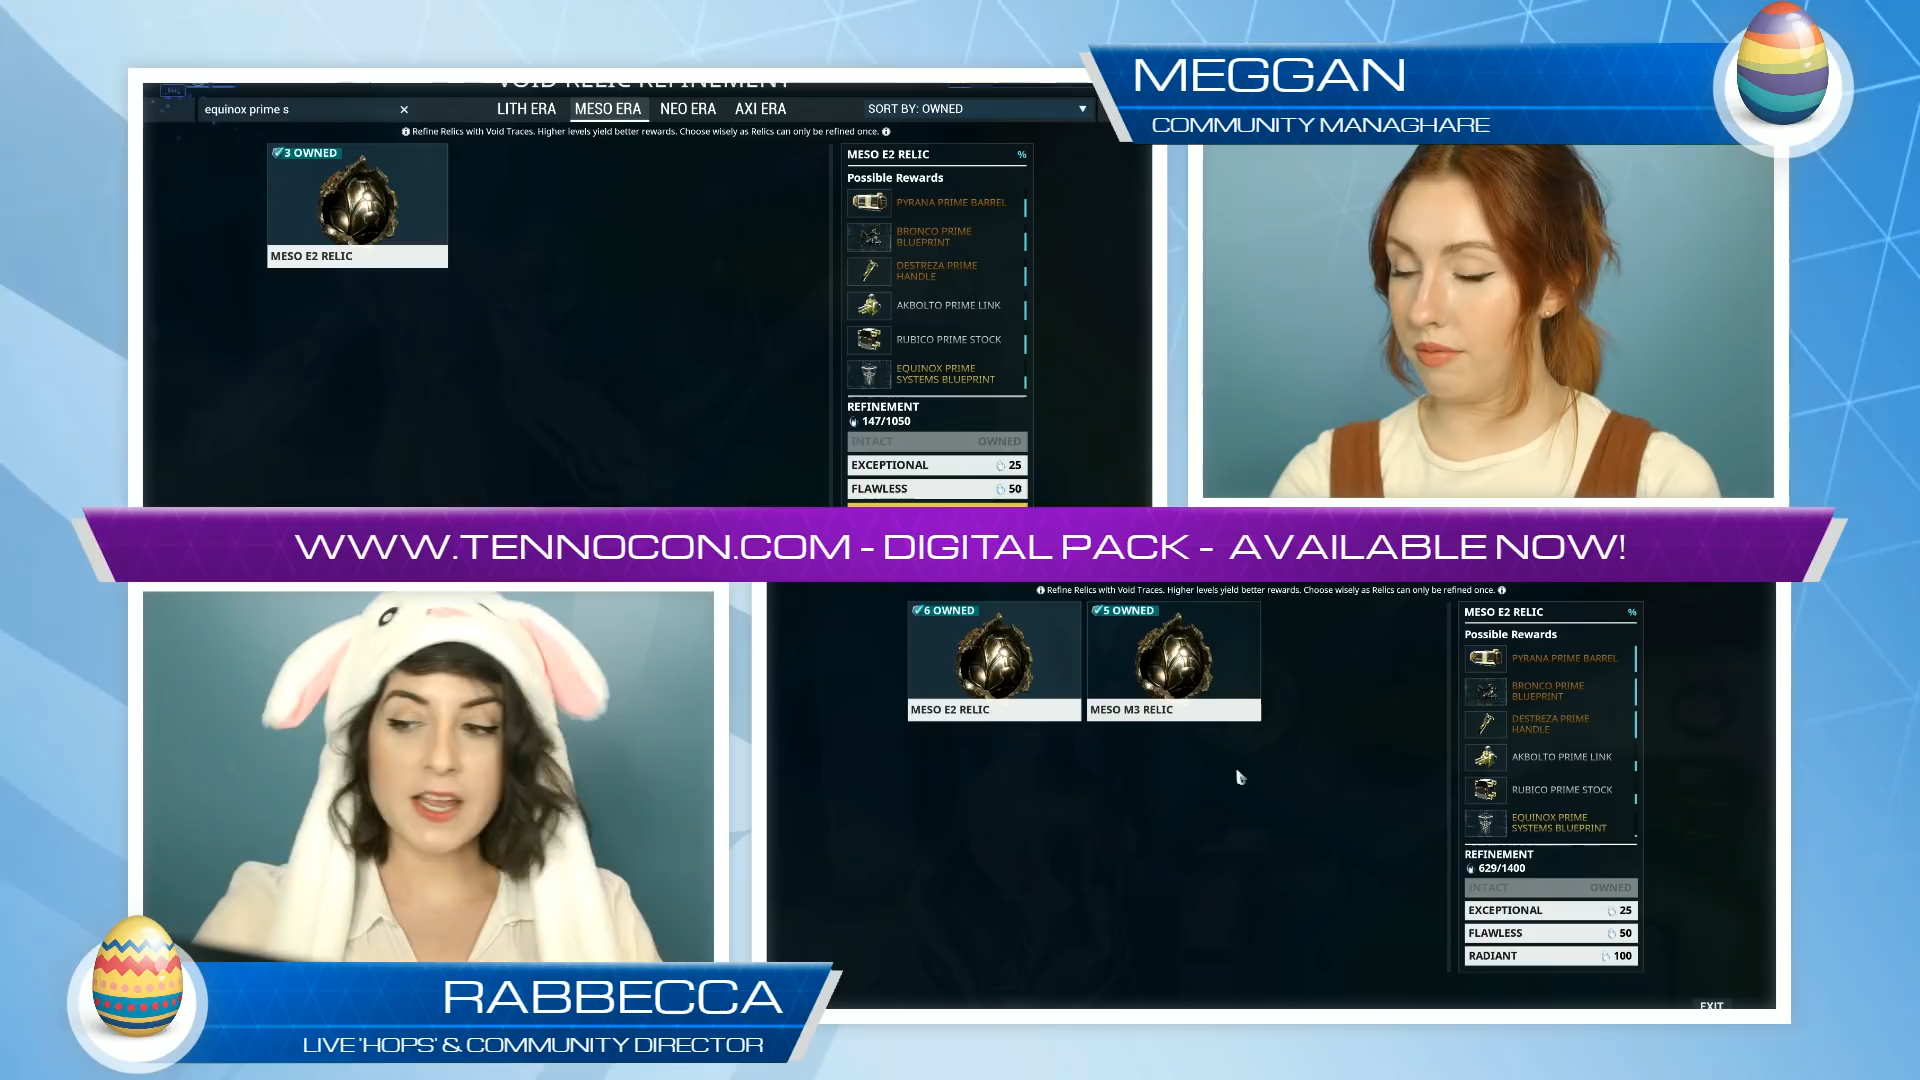 VOID RELIC REFINEMENT
equinox prime s
LITH ERA
MESO ERA
NEO ERA
AXI ERA
SORT BY: OWNED
Refine Relics with Void Traces. Higher levels yield better rewards. Choose wisely as Relics can only be refined once.
3 OWNED
MESO E2 RELIC
MESO E2 RELIC %
Possible Rewards
PYRANA PRIME BARREL
BRONCO PRIME
BLUEPRINT
DESTREZA PRIME
HANDLE
AKBOLTO PRIME LINK
RUBICO PRIME STOCK
EQUINOX PRIME
SYSTEMS BLUEPRINT
REFINEMENT
147/1050
INTACT OWNED
EXCEPTIONAL 25
FLAWLESS 50
MEGGAN
COMMUNITY MANAGHARE
WWW.TENNOCON.COM - DIGITAL PACK - AVAILABLE NOW!
Refine Relics with Void Traces. Higher levels yield better rewards. Choose wisely as Relics can only be refined once.
6 OWNED
MESO E2 RELIC
5 OWNED
MESO M3 RELIC
MESO E2 RELIC %
Possible Rewards
PYRANA PRIME BARREL
BRONCO PRIME
BLUEPRINT
DESTREZA PRIME
HANDLE
AKBOLTO PRIME LINK
RUBICO PRIME STOCK
EQUINOX PRIME
SYSTEMS BLUEPRINT
REFINEMENT
629/1400
INTACT OWNED
EXCEPTIONAL 25
FLAWLESS 50
RADIANT 100
EXIT
RABBECCA
LIVE 'HOPS' & COMMUNITY DIRECTOR